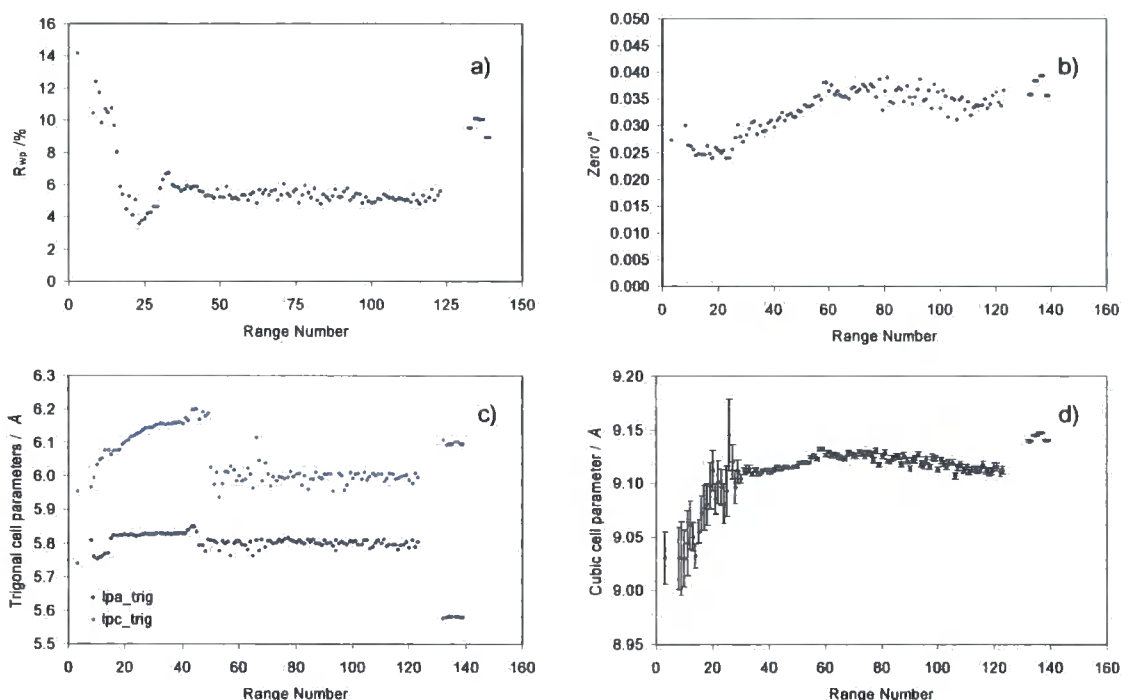 a)
16
14
12
10
8
6
4
2
0
R_wp /%
0 25 50 75 100 125 150
Range Number
b)
0.050
0.045
0.040
0.035
0.030
0.025
0.020
0.015
0.010
0.005
0.000
Zero /°
0 20 40 60 80 100 120 140 160
Range Number
c)
6.3
6.2
6.1
6.0
5.9
5.8
5.7
5.6
5.5
Trigonal cell parameters / Å
lpa_trig
lpc_trig
0 20 40 60 80 100 120 140 160
Range Number
d)
9.20
9.15
9.10
9.05
9.00
8.95
Cubic cell parameter / Å
0 20 40 60 80 100 120 140 160
Range Number